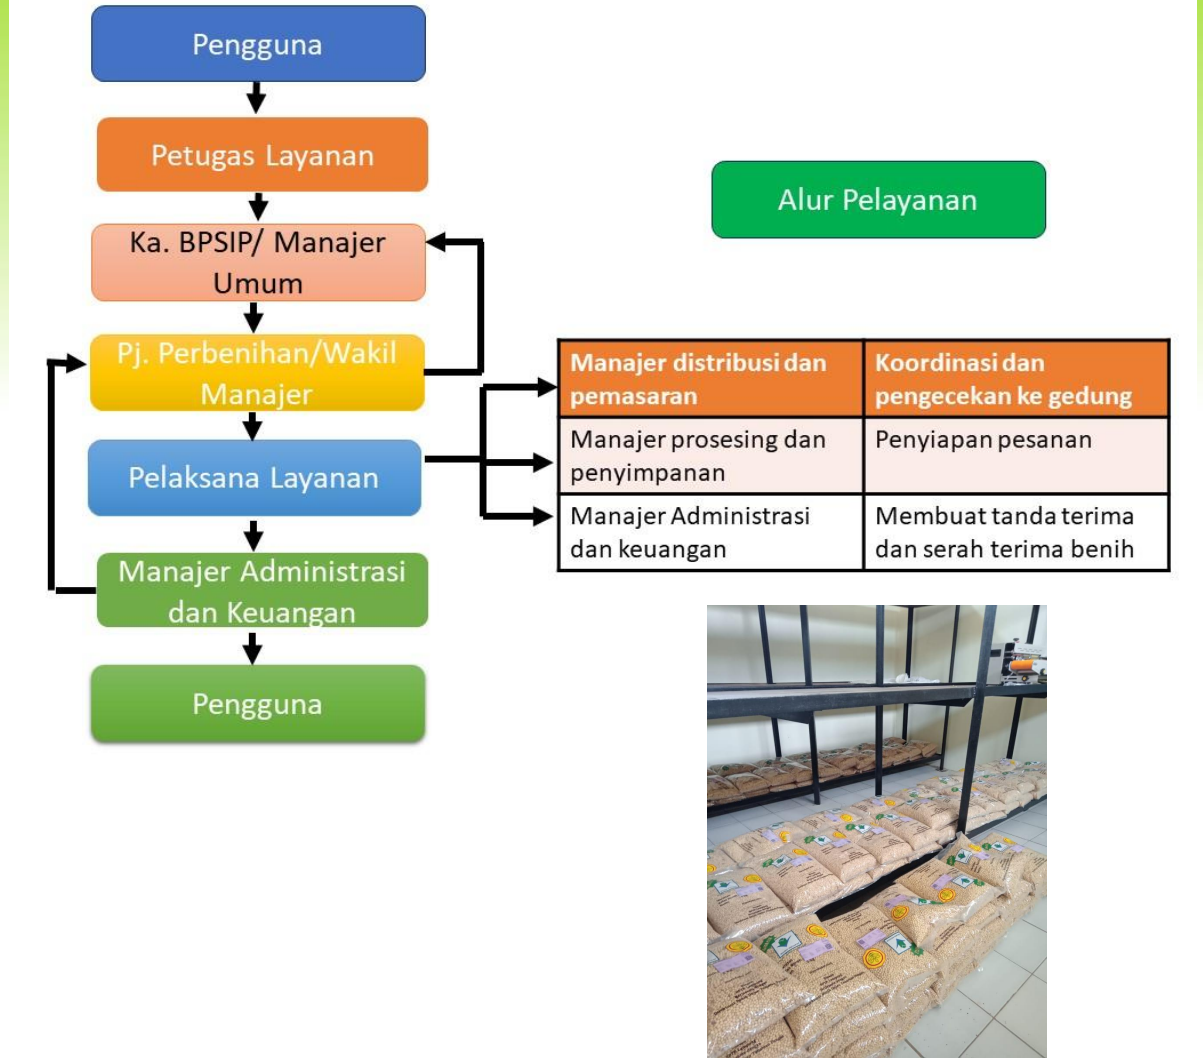 Pengguna
Petugas Layanan
Ka. BPSIP/ Manajer
Umum
Pj. Perbenihan/Wakil
Manajer
Pelaksana Layanan
Manajer Administrasi
dan Keuangan
Pengguna
Alur Pelayanan
Manajer distribusi dan
pemasaran
Koordinasi dan
pengecekan ke gedung
Manajer prosesing dan
penyimpanan
Penyiapan pesanan
Manajer Administrasi
dan keuangan
Membuat tanda terima
dan serah terima benih